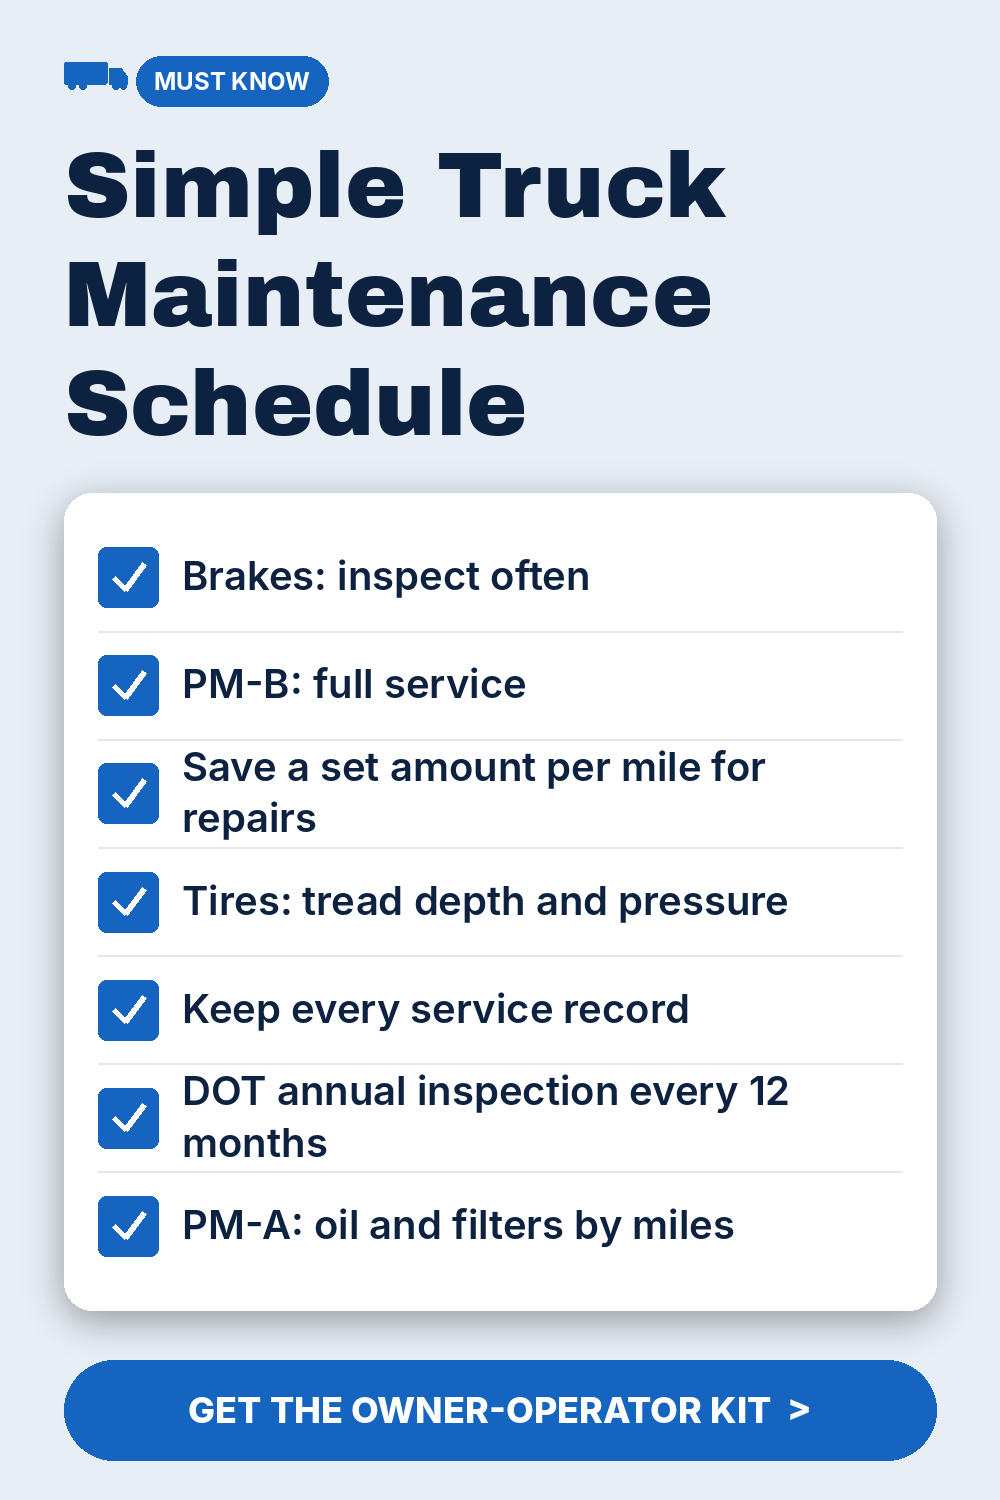 MUST KNOW
Simple Truck
Maintenance
Schedule
Brakes: inspect often
PM-B: full service
Save a set amount per mile for
repairs
Tires: tread depth and pressure
Keep every service record
DOT annual inspection every 12
months
PM-A: oil and filters by miles
GET THE OWNER-OPERATOR KIT >